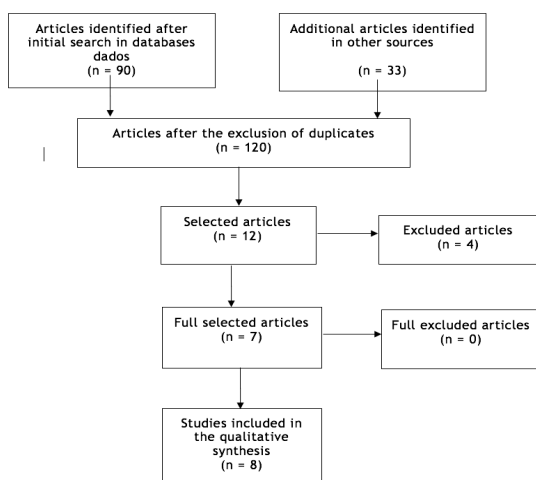 Articles identified after
initial search in databases
dados
(n = 90)
Additional articles identified
in other sources
(n = 33)
Articles after the exclusion of duplicates
(n = 120)
Selected articles
(n = 12)
Excluded articles
(n = 4)
Full selected articles
(n = 7)
Full excluded articles
(n = 0)
Studies included in
the qualitative
synthesis
(n = 8)